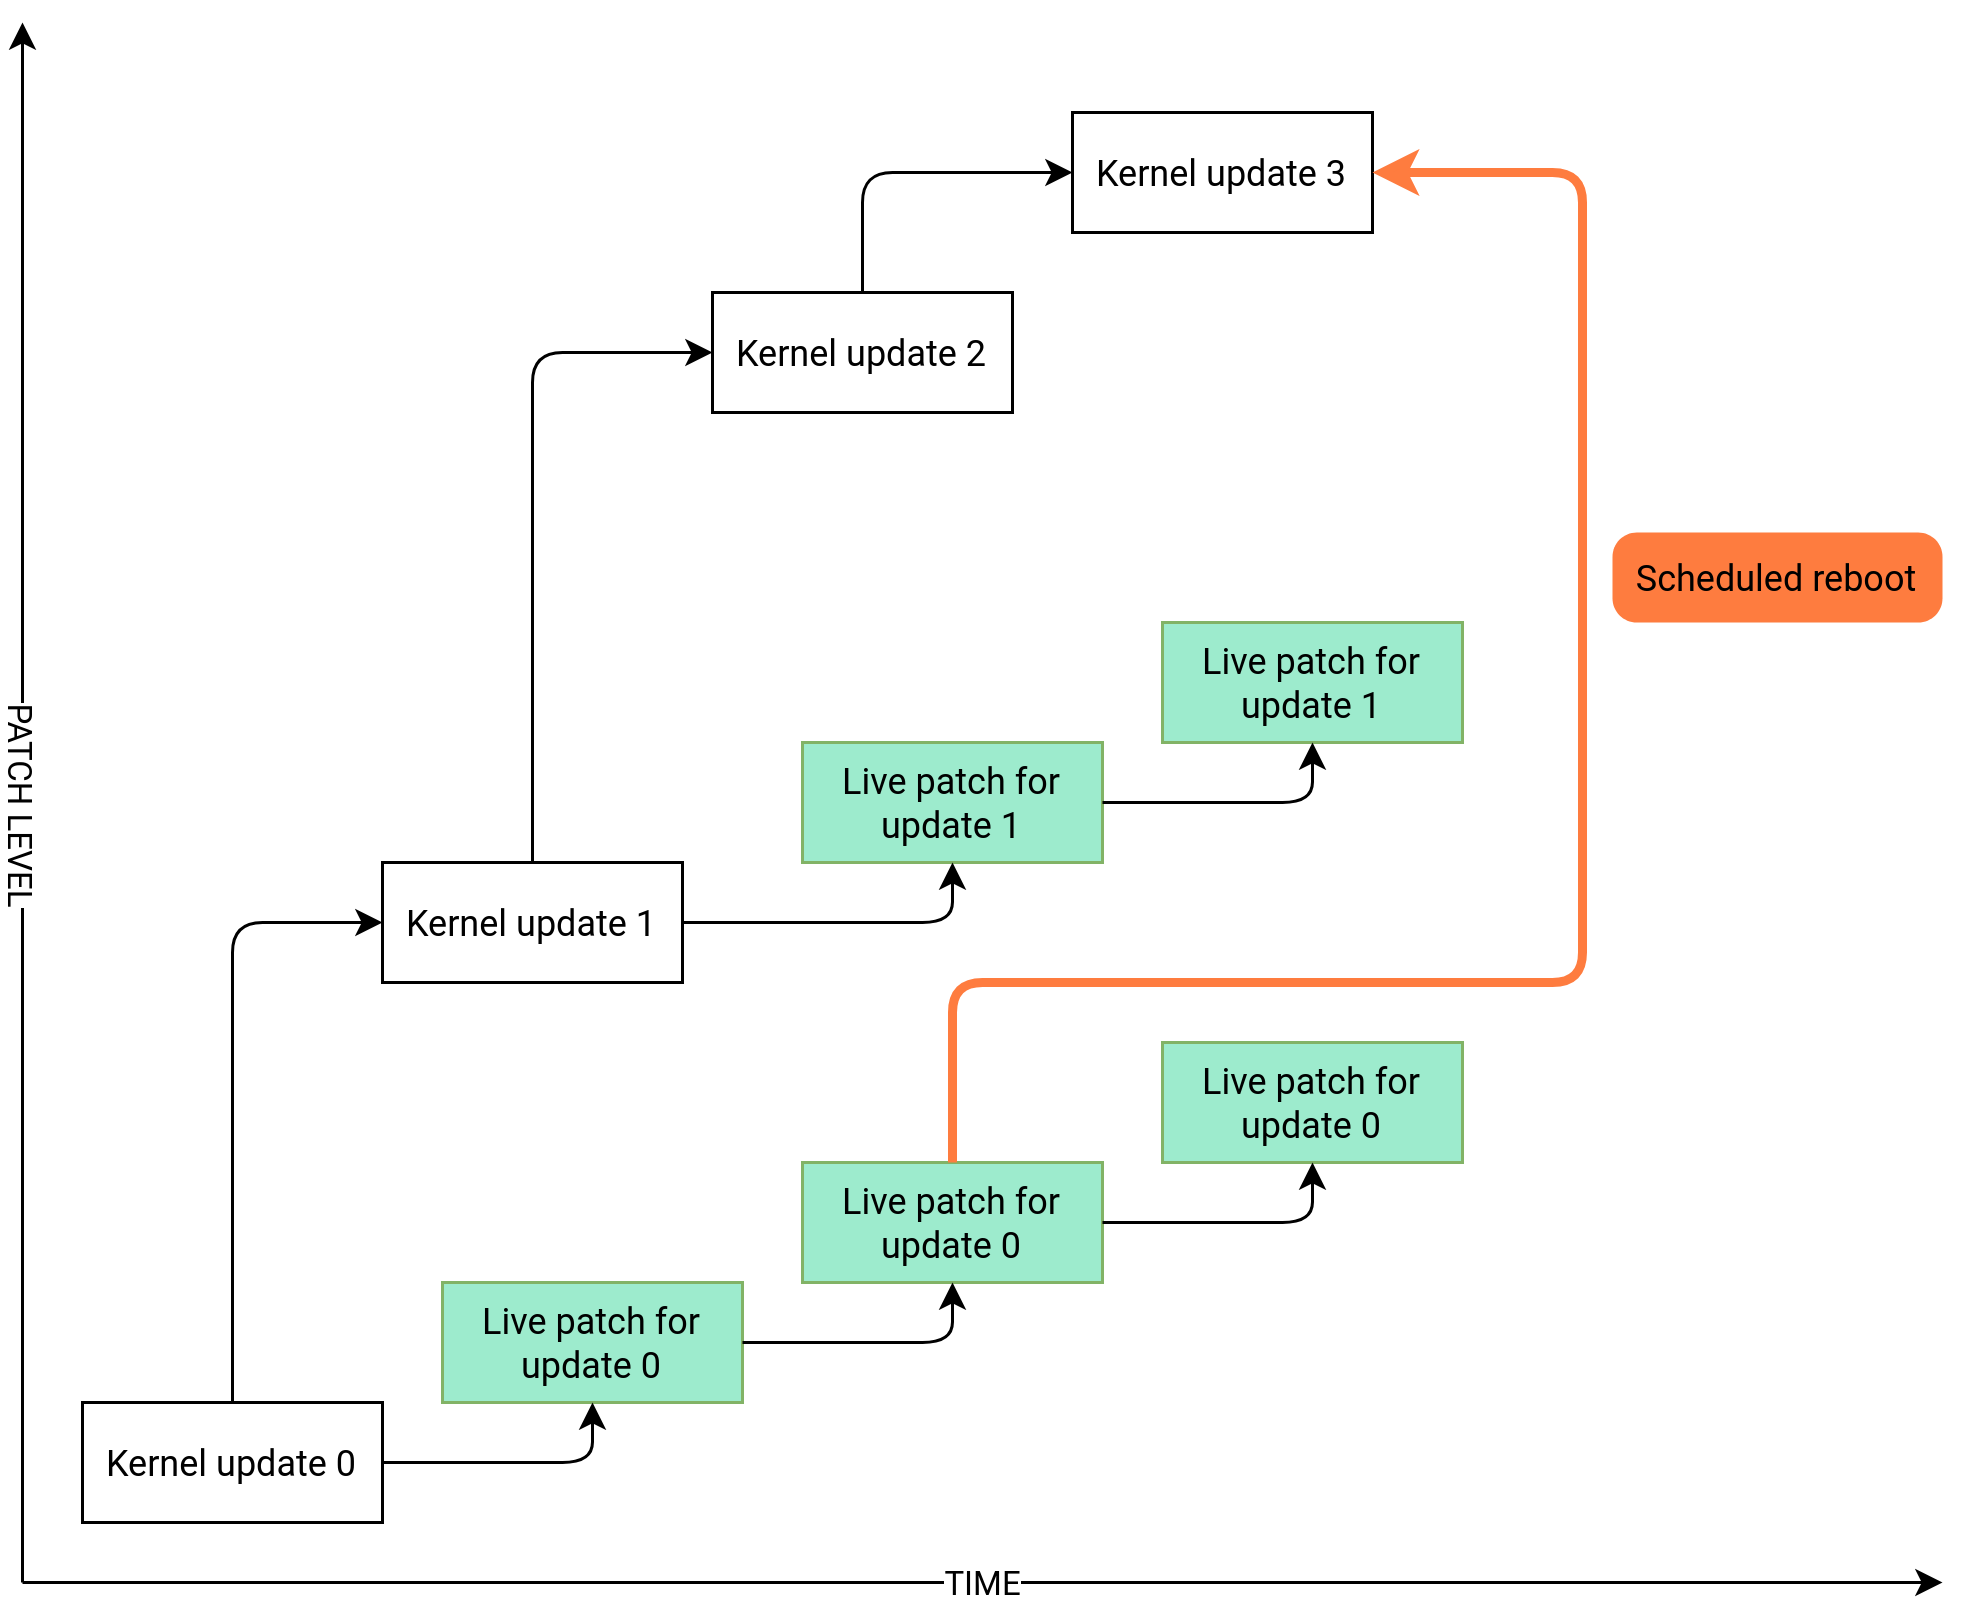 Kernel update 3
Kernel update 2
Scheduled reboot
Live patch for
update 1
Live patch for
update 1
PATCH LEVEL
Kernel update 1
Live patch for
update 0
Live patch for
update 0
Live patch for
update 0
Kernel update 0
TIME